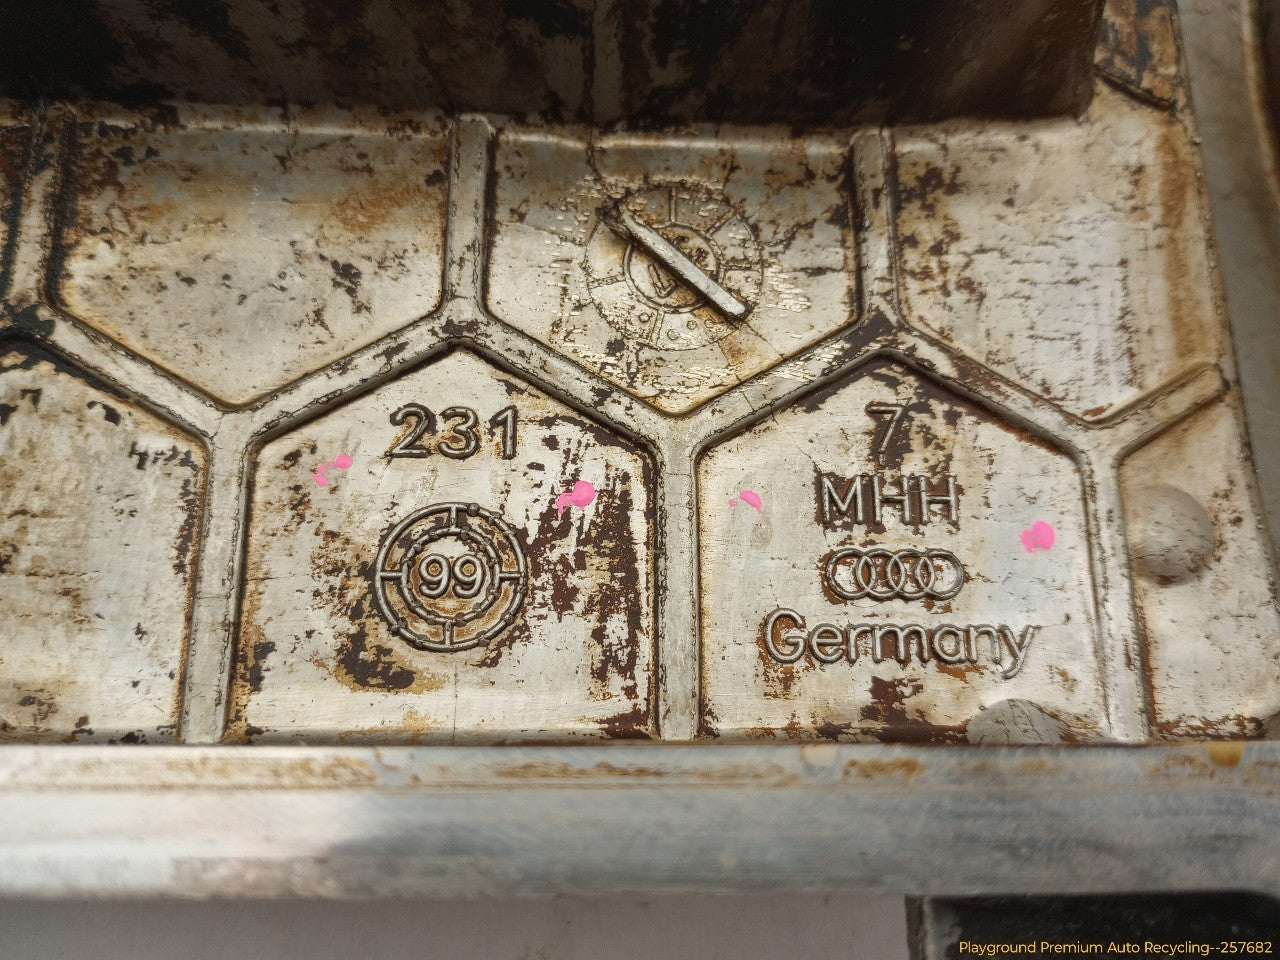 231
99
7
MHH
Germany
Playground Premium Auto Recycling--257682